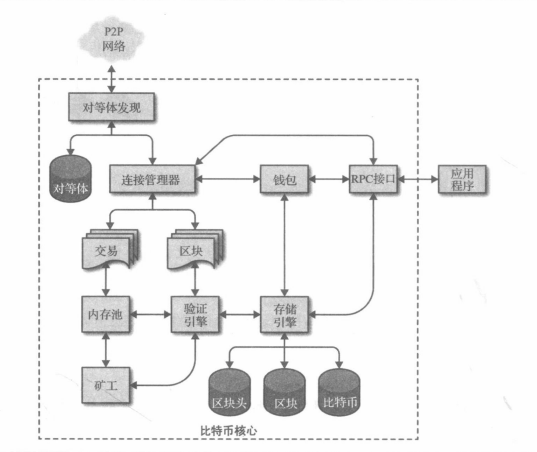 P2P
网络
对等体发现
对等体
连接管理器
钱包
RPC接口
应用
程序
交易
区块
内存池
验证
引擎
存储
引擎
矿工
区块头
区块
比特币
比特币核心